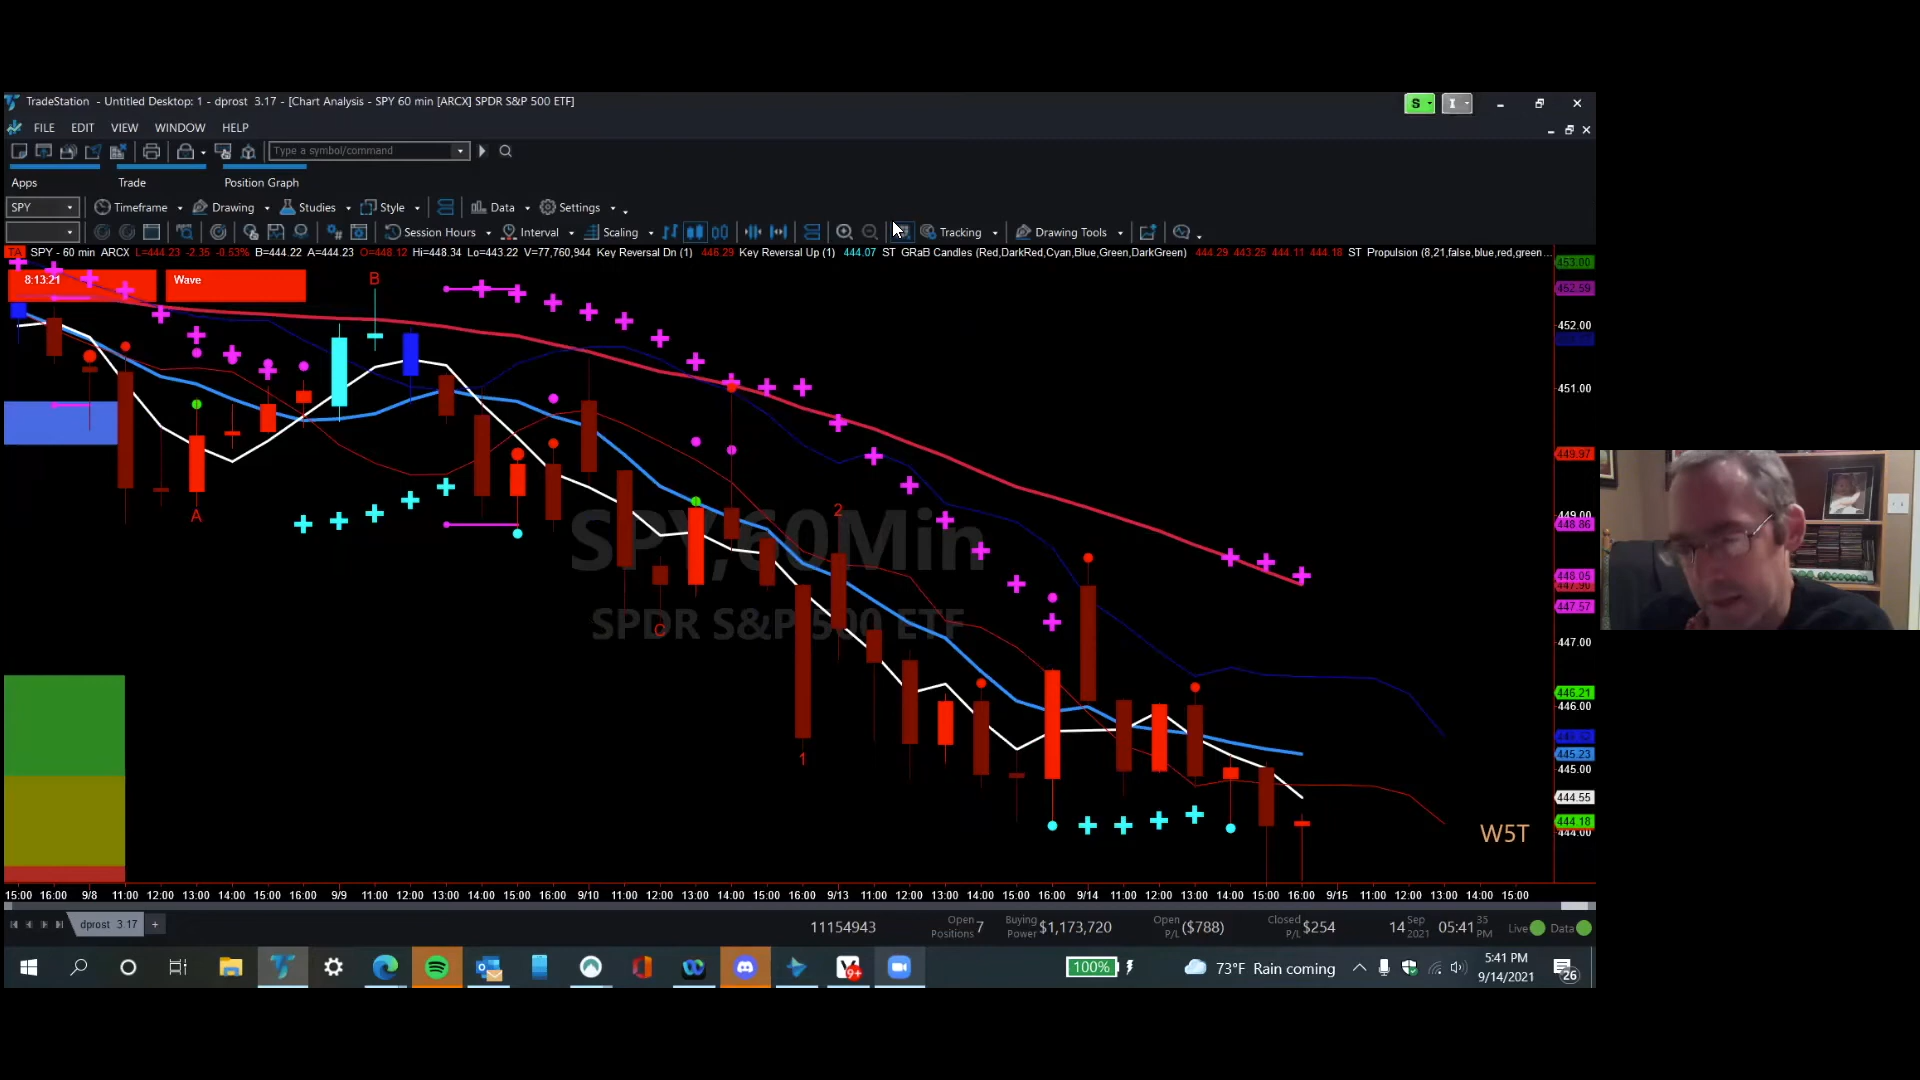 TradeStation - Untitled Desktop: 1 - dprost 3.17 - [Chart Analysis - SPY 60 min [ARCX] SPDR S&P 500 ETF]
S
I
FILE EDIT VIEW WINDOW HELP
Type a symbol/command
Apps Trade Position Graph
SPY Timeframe Drawing Studies Style Data Settings
Session Hours Interval Scaling Tracking Drawing Tools
TA SPY - 60 min ARCX L=444.23 -2.35 -0.53% B=444.22 A=444.23 O=448.12 Hi=448.34 Lo=443.22 V=77,760,944 Key Reversal Dn (1) 446.29 Key Reversal Up (1) 444.07 ST GRaB Candles (Red,DarkRed,Cyan,Blue,Green,DarkGreen) 444.29 443.25 444.11 444.18 ST Propulsion (8,21,false,blue,red,green...
8:13:21
Wave
A
B
C
1
2
SPY,60Min
SPDR S&P 500 ETF
W5T
453.00
452.59
452.00
451.00
449.97
449.00
448.86
448.05
447.90
447.57
447.00
446.21
446.00
445.23
445.00
444.55
444.18
444.00
15:00 16:00 9/8 11:00 12:00 13:00 14:00 15:00 16:00 9/9 11:00 12:00 13:00 14:00 15:00 16:00 9/10 11:00 12:00 13:00 14:00 15:00 16:00 9/13 11:00 12:00 13:00 14:00 15:00 16:00 9/14 11:00 12:00 13:00 14:00 15:00 16:00 9/15 11:00 12:00 13:00 14:00 15:00
dprost 3.17 +
11154943
Open Positions 7
Buying Power $1,173,720
Open P/L ($788)
Closed P/L $254
14 Sep 2021
05:41 35 PM
Live Data
100%
73°F Rain coming
9+
5:41 PM
9/14/2021
26